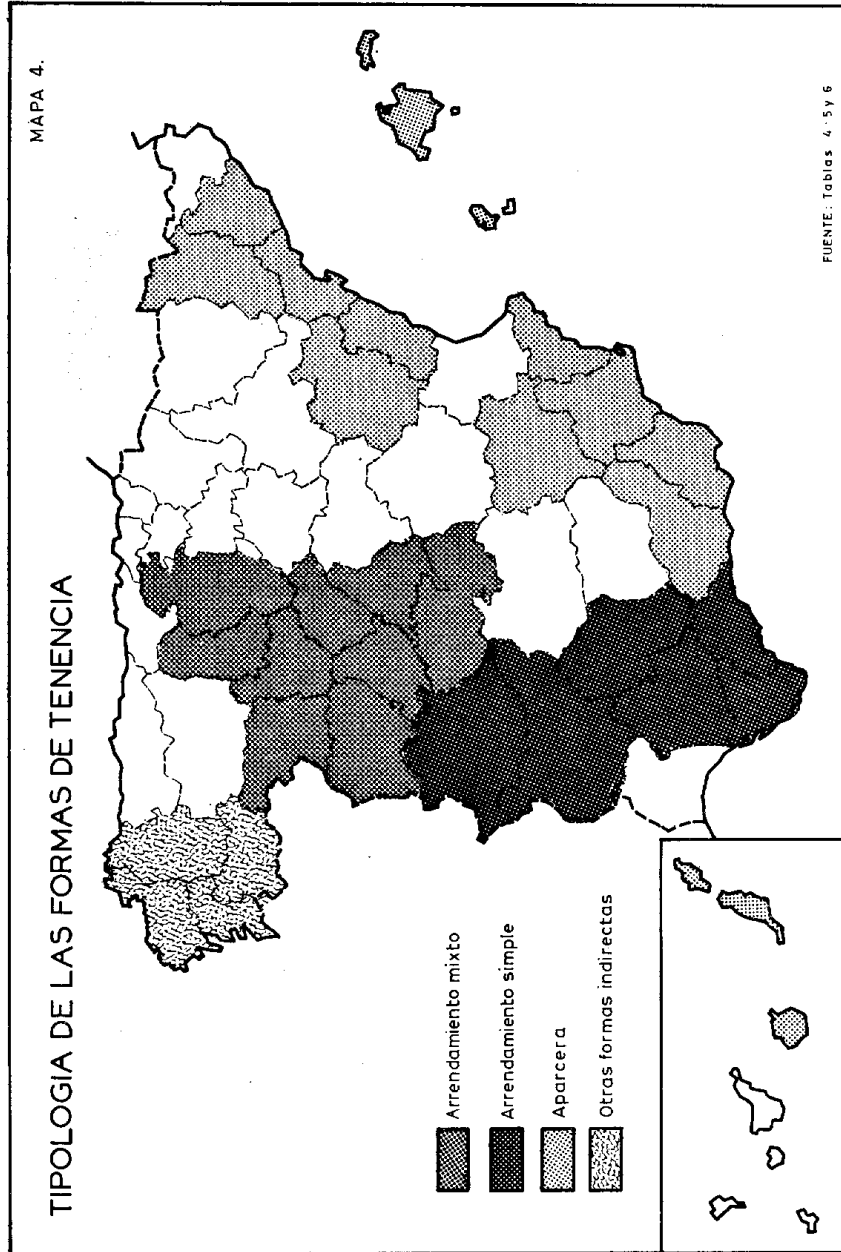 MAPA 4.
TIPOLOGIA DE LAS FORMAS DE TENENCIA
Arrendamiento mixto
Arrendamiento simple
Aparcera
Otras formas indirectas
FUENTE: Tablas 4-5 y 6